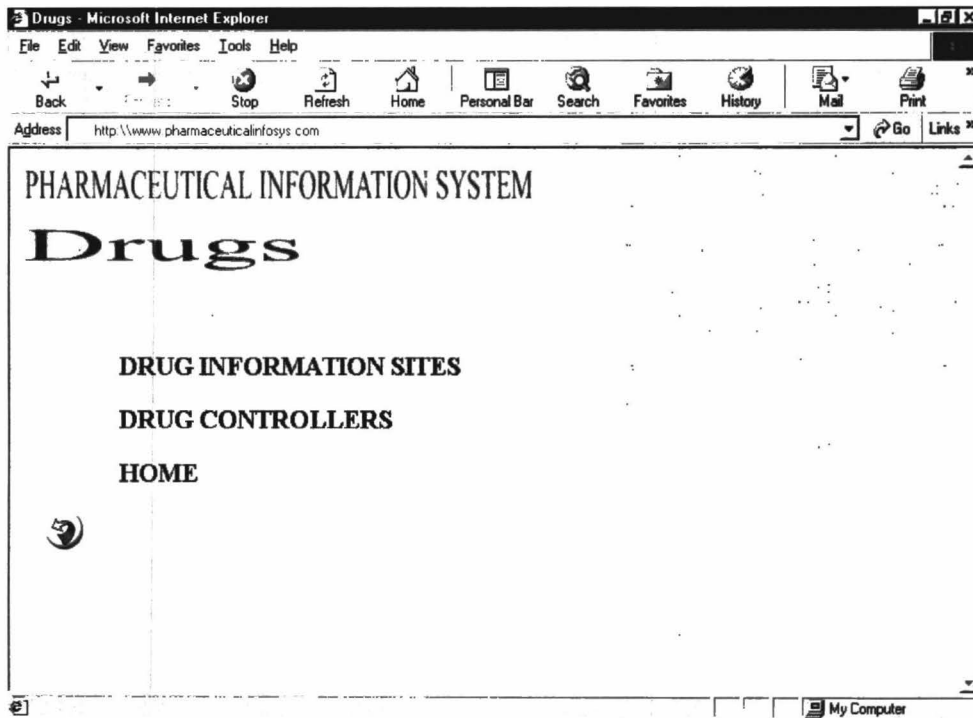 Drugs - Microsoft Internet Explorer
File Edit View Favorites Tools Help
Back Stop Refresh Home Personal Bar Search Favorites History Mail Print
Address http:\\www.pharmaceuticalinfosys.com Go Links »
PHARMACEUTICAL INFORMATION SYSTEM
Drugs
DRUG INFORMATION SITES
DRUG CONTROLLERS
HOME
My Computer